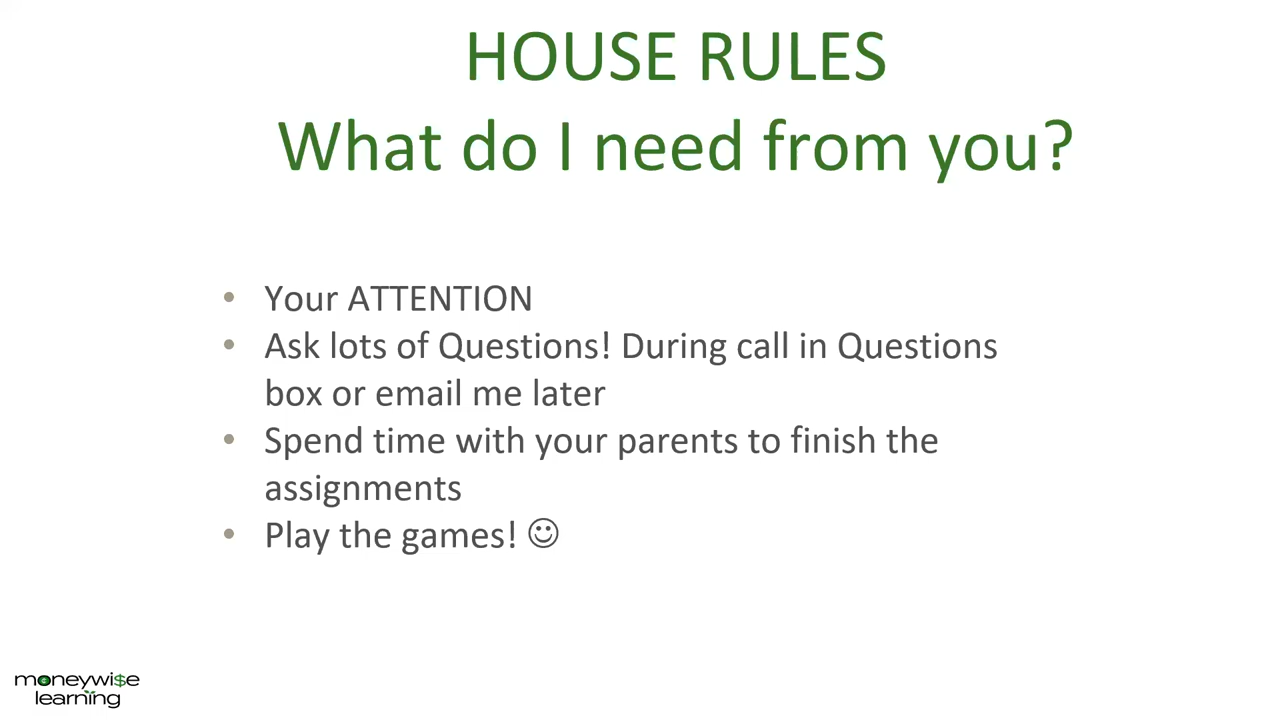 HOUSE RULES
What do I need from you?
• Your ATTENTION
• Ask lots of Questions! During call in Questions
box or email me later
• Spend time with your parents to finish the
assignments
• Play the games! ☺
moneywi$e
learning